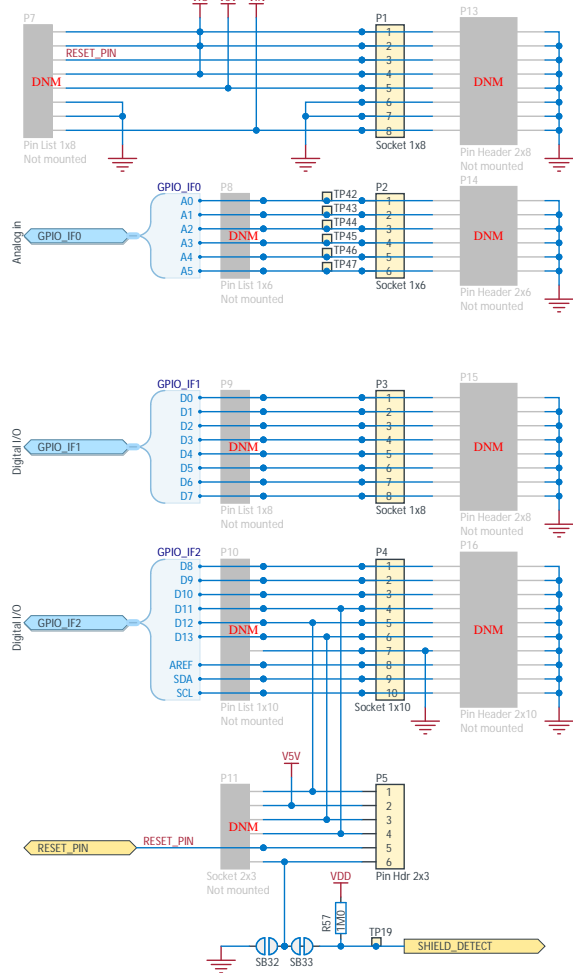 V5V
VIN
P7
RESET_PIN
DNM
Pin List 1x8
Not mounted
P1
1
2
3
4
5
6
7
8
Socket 1x8
P13
DNM
Pin Header 2x8
Not mounted
Analog in
GPIO_IF0
GPIO_IF0
A0
A1
A2
A3
A4
A5
P8
DNM
Pin List 1x6
Not mounted
TP42
TP43
TP44
TP45
TP46
TP47
P2
1
2
3
4
5
6
Socket 1x6
P14
DNM
Pin Header 2x6
Not mounted
Digital I/O
GPIO_IF1
GPIO_IF1
D0
D1
D2
D3
D4
D5
D6
D7
P9
DNM
Pin List 1x8
Not mounted
P3
1
2
3
4
5
6
7
8
Socket 1x8
P15
DNM
Pin Header 2x8
Not mounted
Digital I/O
GPIO_IF2
GPIO_IF2
D8
D9
D10
D11
D12
D13
AREF
SDA
SCL
P10
DNM
Pin List 1x10
Not mounted
P4
1
2
3
4
5
6
7
8
9
10
Socket 1x10
P16
DNM
Pin Header 2x10
Not mounted
V5V
P11
DNM
Socket 2x3
Not mounted
P5
1
2
3
4
5
6
Pin Hdr 2x3
RESET_PIN
RESET_PIN
VDD
R57
1M0
TP19
SHIELD_DETECT
SB32
SB33